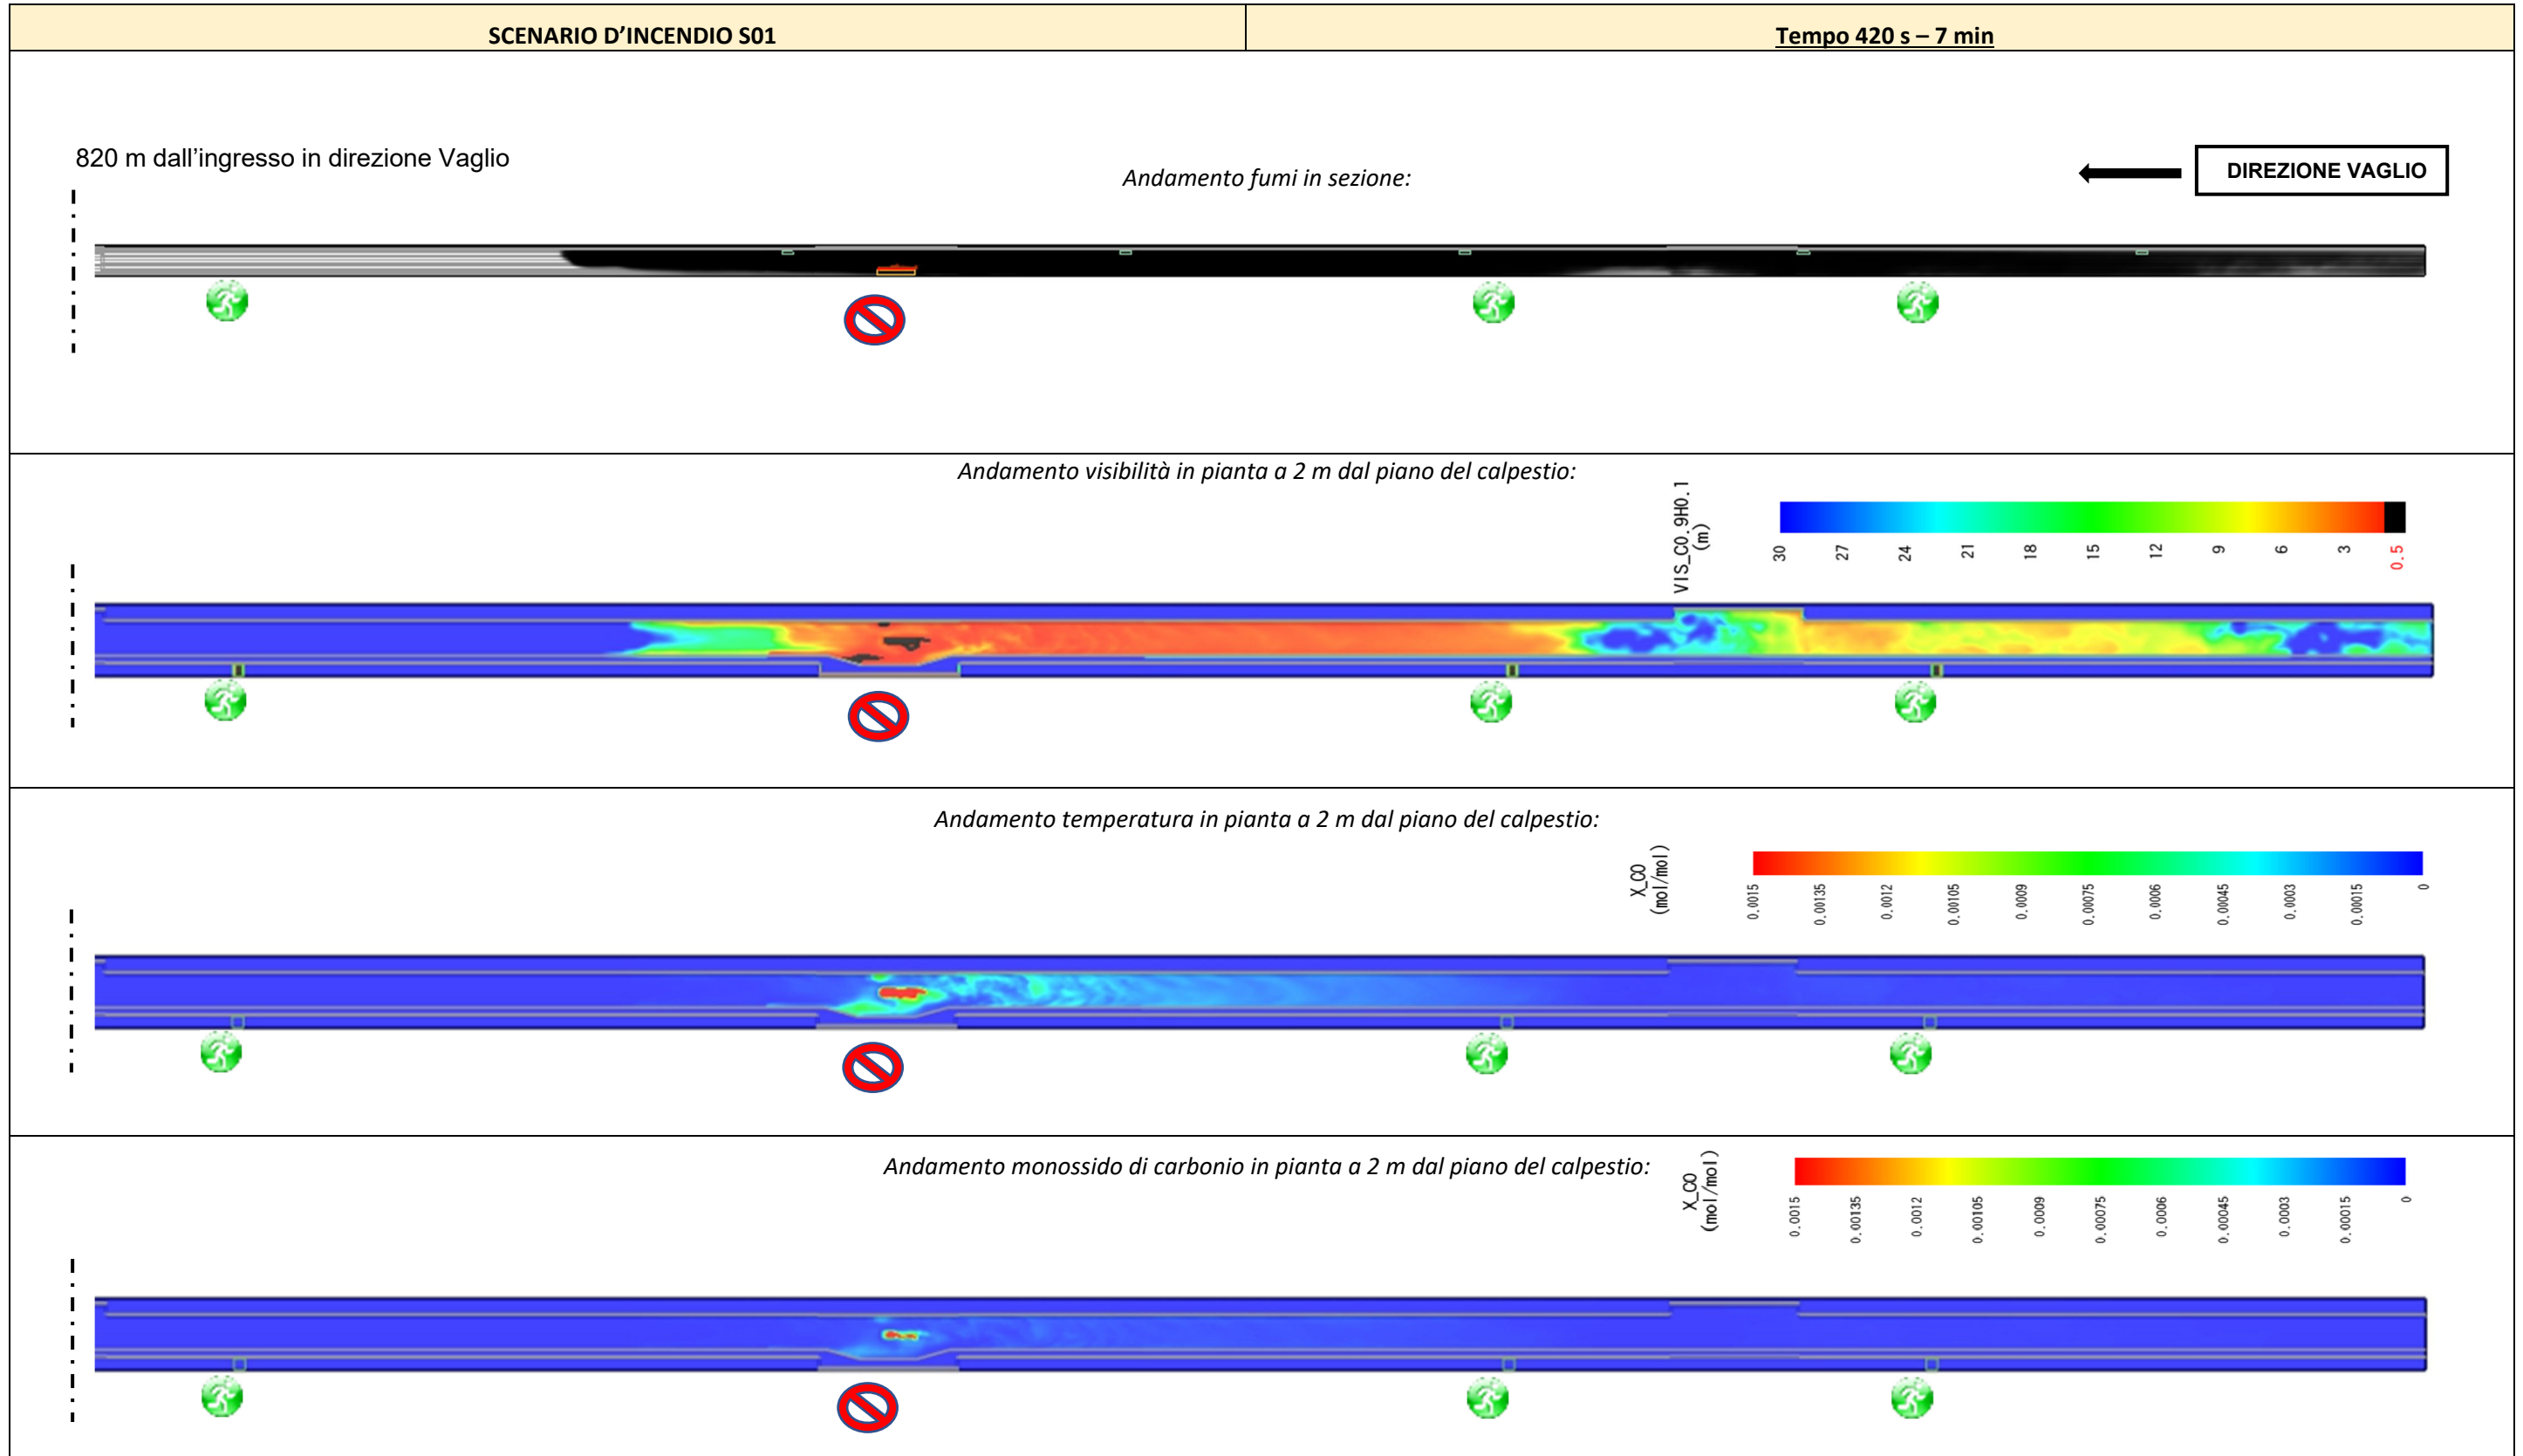 SCENARIO D'INCENDIO S01
Tempo 420 s – 7 min
820 m dall'ingresso in direzione Vaglio
Andamento fumi in sezione:
DIREZIONE VAGLIO
Andamento visibilità in pianta a 2 m dal piano del calpestio:
VIS_C0.9H0.1
(m)
30
27
24
21
18
15
12
9
6
3
0.5
Andamento temperatura in pianta a 2 m dal piano del calpestio:
X_CO
(mol/mol)
0.0015
0.00135
0.0012
0.00105
0.0009
0.00075
0.0006
0.00045
0.0003
0.00015
0
Andamento monossido di carbonio in pianta a 2 m dal piano del calpestio:
X_CO
(mol/mol)
0.0015
0.00135
0.0012
0.00105
0.0009
0.00075
0.0006
0.00045
0.0003
0.00015
0